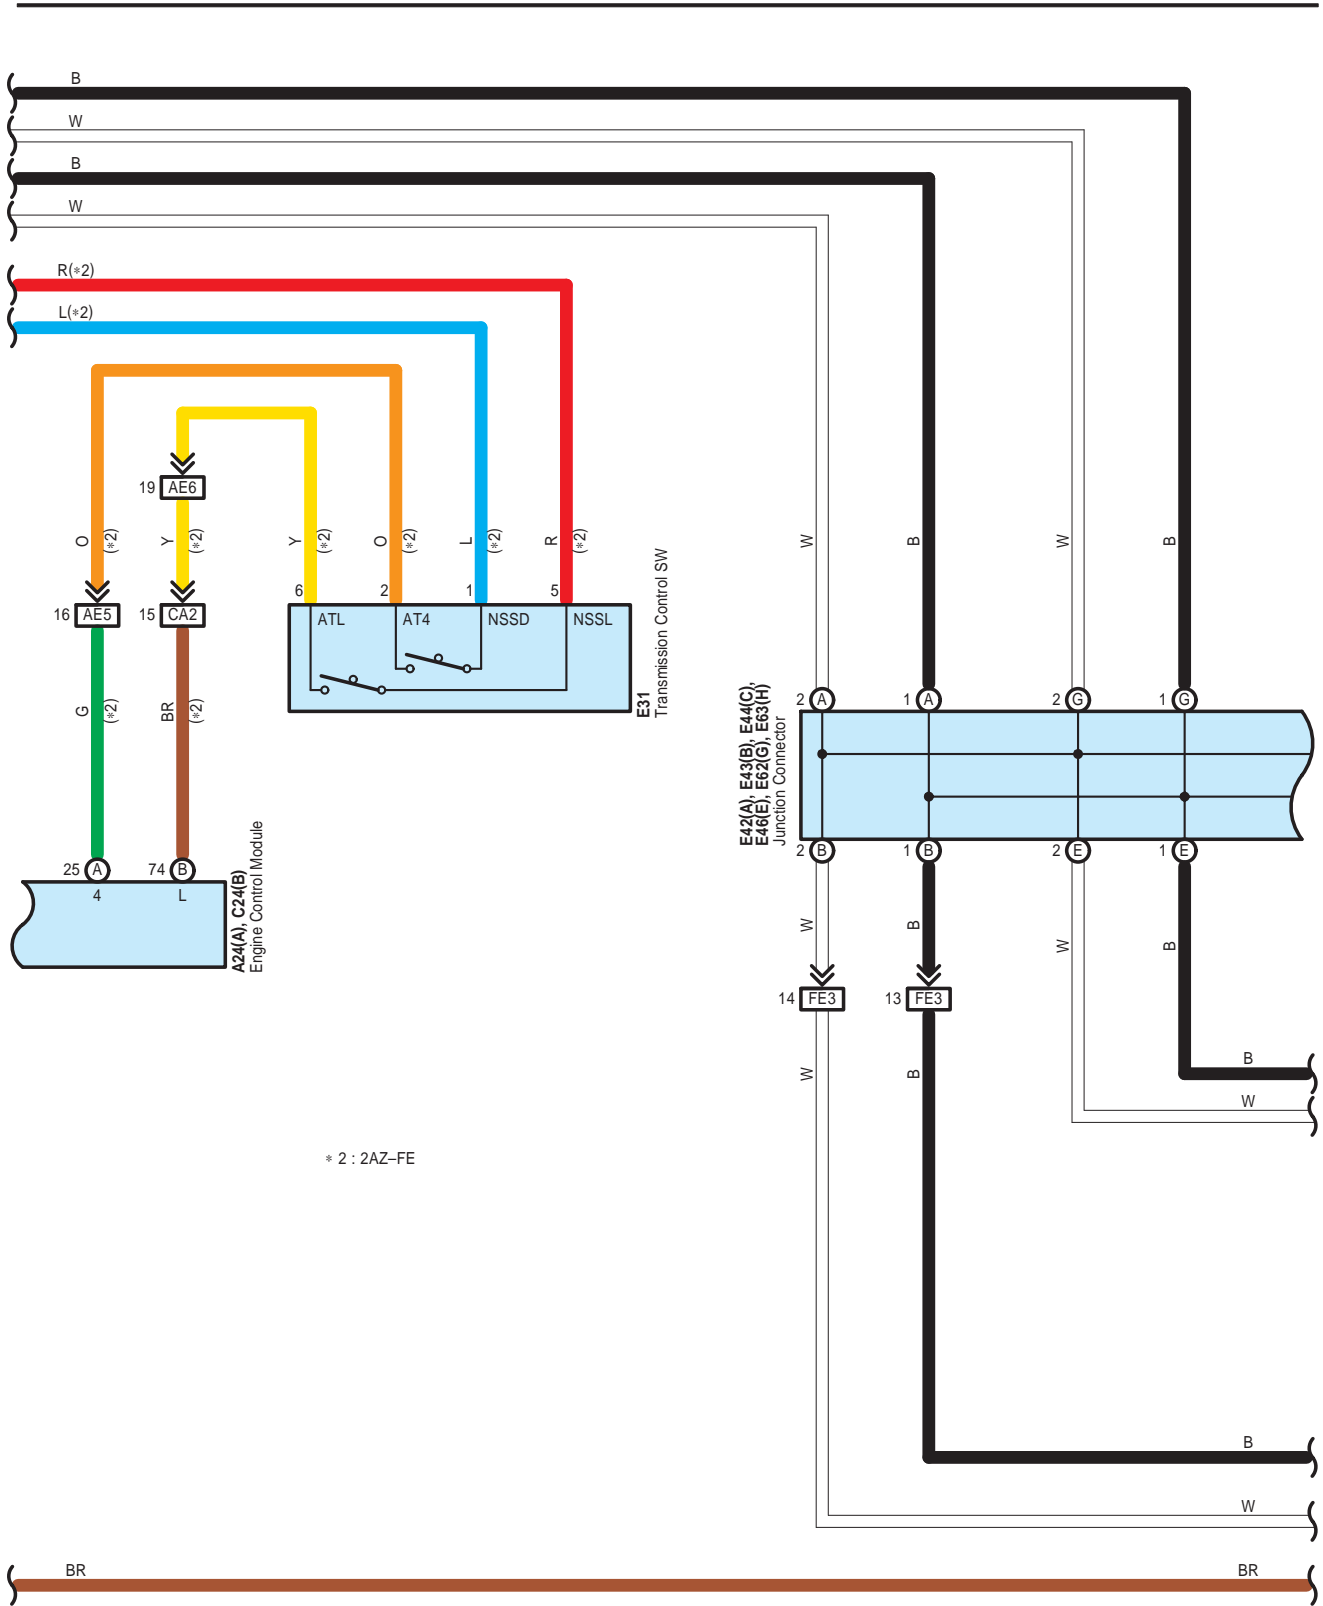 B
W
B
W
R(*2)
L(*2)
19 AE6
O (*2)
Y (*2)
Y (*2)
O (*2)
L (*2)
R (*2)
W
B
W
B
16 AE5
15 CA2
6 2 1 5
ATL AT4 NSSD NSSL
E31
Transmission Control SW
G (*2)
BR (*2)
2 A 1 A 2 G 1 G
E42(A), E43(B), E44(C),
E46(E), E62(G), E63(H)
Junction Connector
2 B 1 B 2 E 1 E
25 A 74 B
4 L
A24(A), C24(B)
Engine Control Module
W
B
W
B
14 FE3 13 FE3
W
B
B
W
* 2 : 2AZ–FE
B
W
BR BR